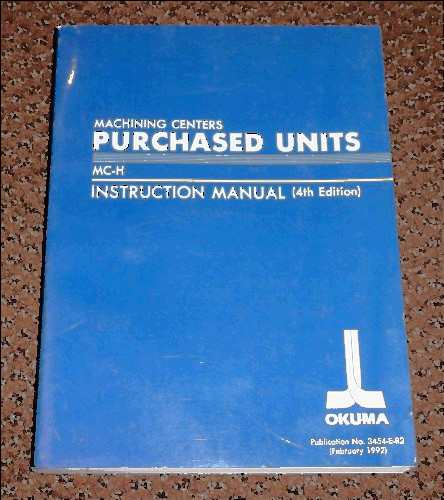 MACHINING CENTERS
PURCHASED UNITS
MC-H
INSTRUCTION MANUAL (4th Edition)
OKUMA
Publication No. 3454-E-R2
(February 1992)